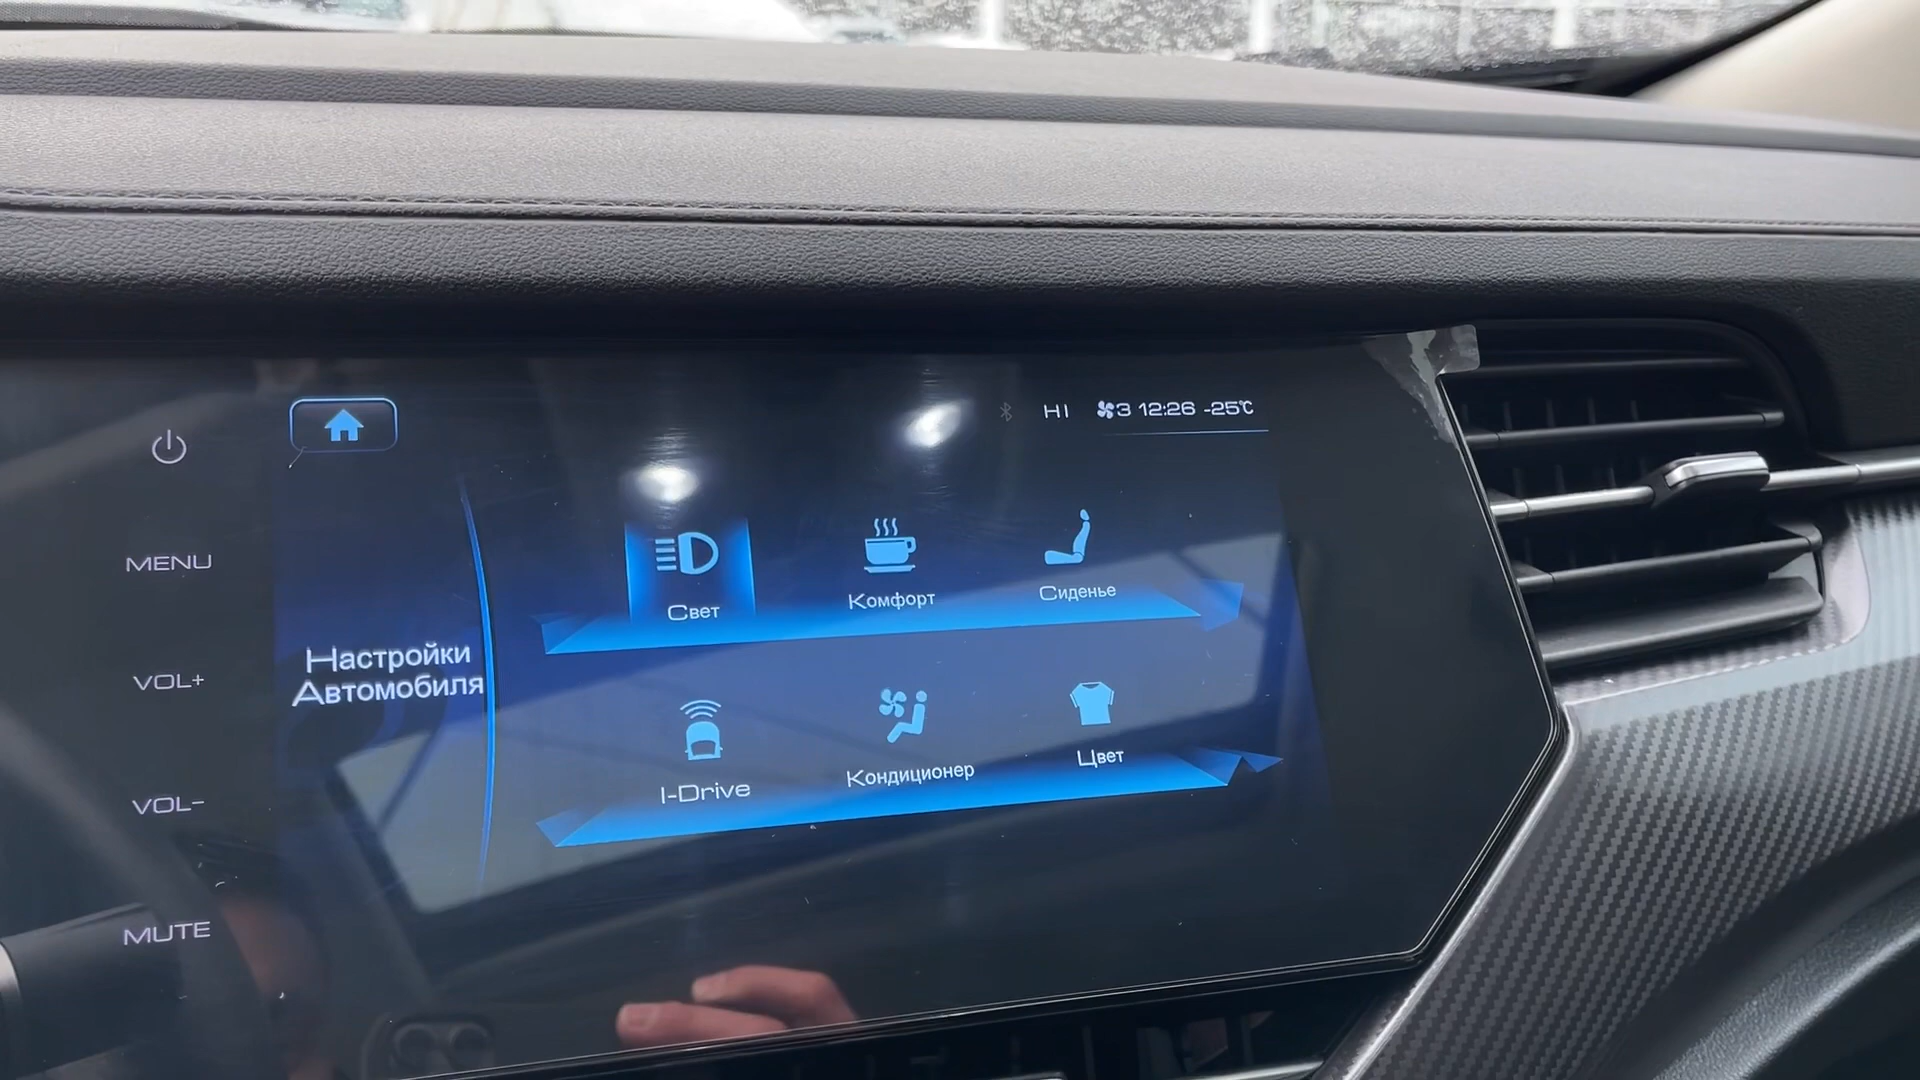 HI 3 12:26 -25℃
MENU
VOL+
VOL-
MUTE
Настройки
Автомобиля
Свет
Комфорт
Сиденье
I-Drive
Кондиционер
Цвет